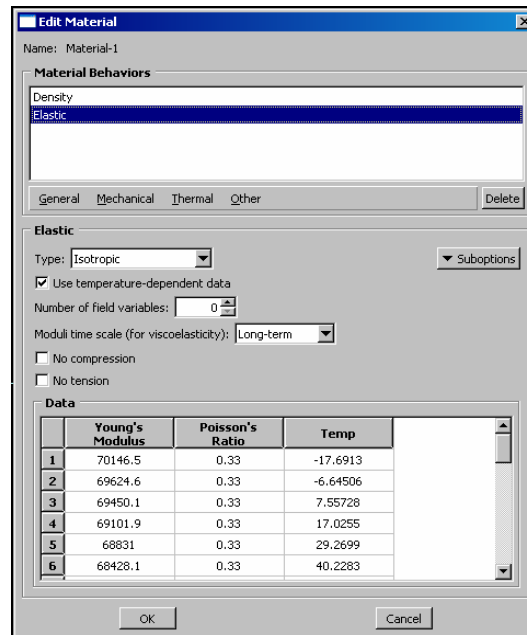 Edit Material
Name: Material-1
Material Behaviors
Density
Elastic
General Mechanical Thermal Other Delete
Elastic
Type: Isotropic Suboptions
Use temperature-dependent data
Number of field variables: 0
Moduli time scale (for viscoelasticity): Long-term
No compression
No tension
Data
Young's Modulus Poisson's Ratio Temp
1 70146.5 0.33 -17.6913
2 69624.6 0.33 -6.64506
3 69450.1 0.33 7.55728
4 69101.9 0.33 17.0255
5 68831 0.33 29.2699
6 68428.1 0.33 40.2283
OK Cancel